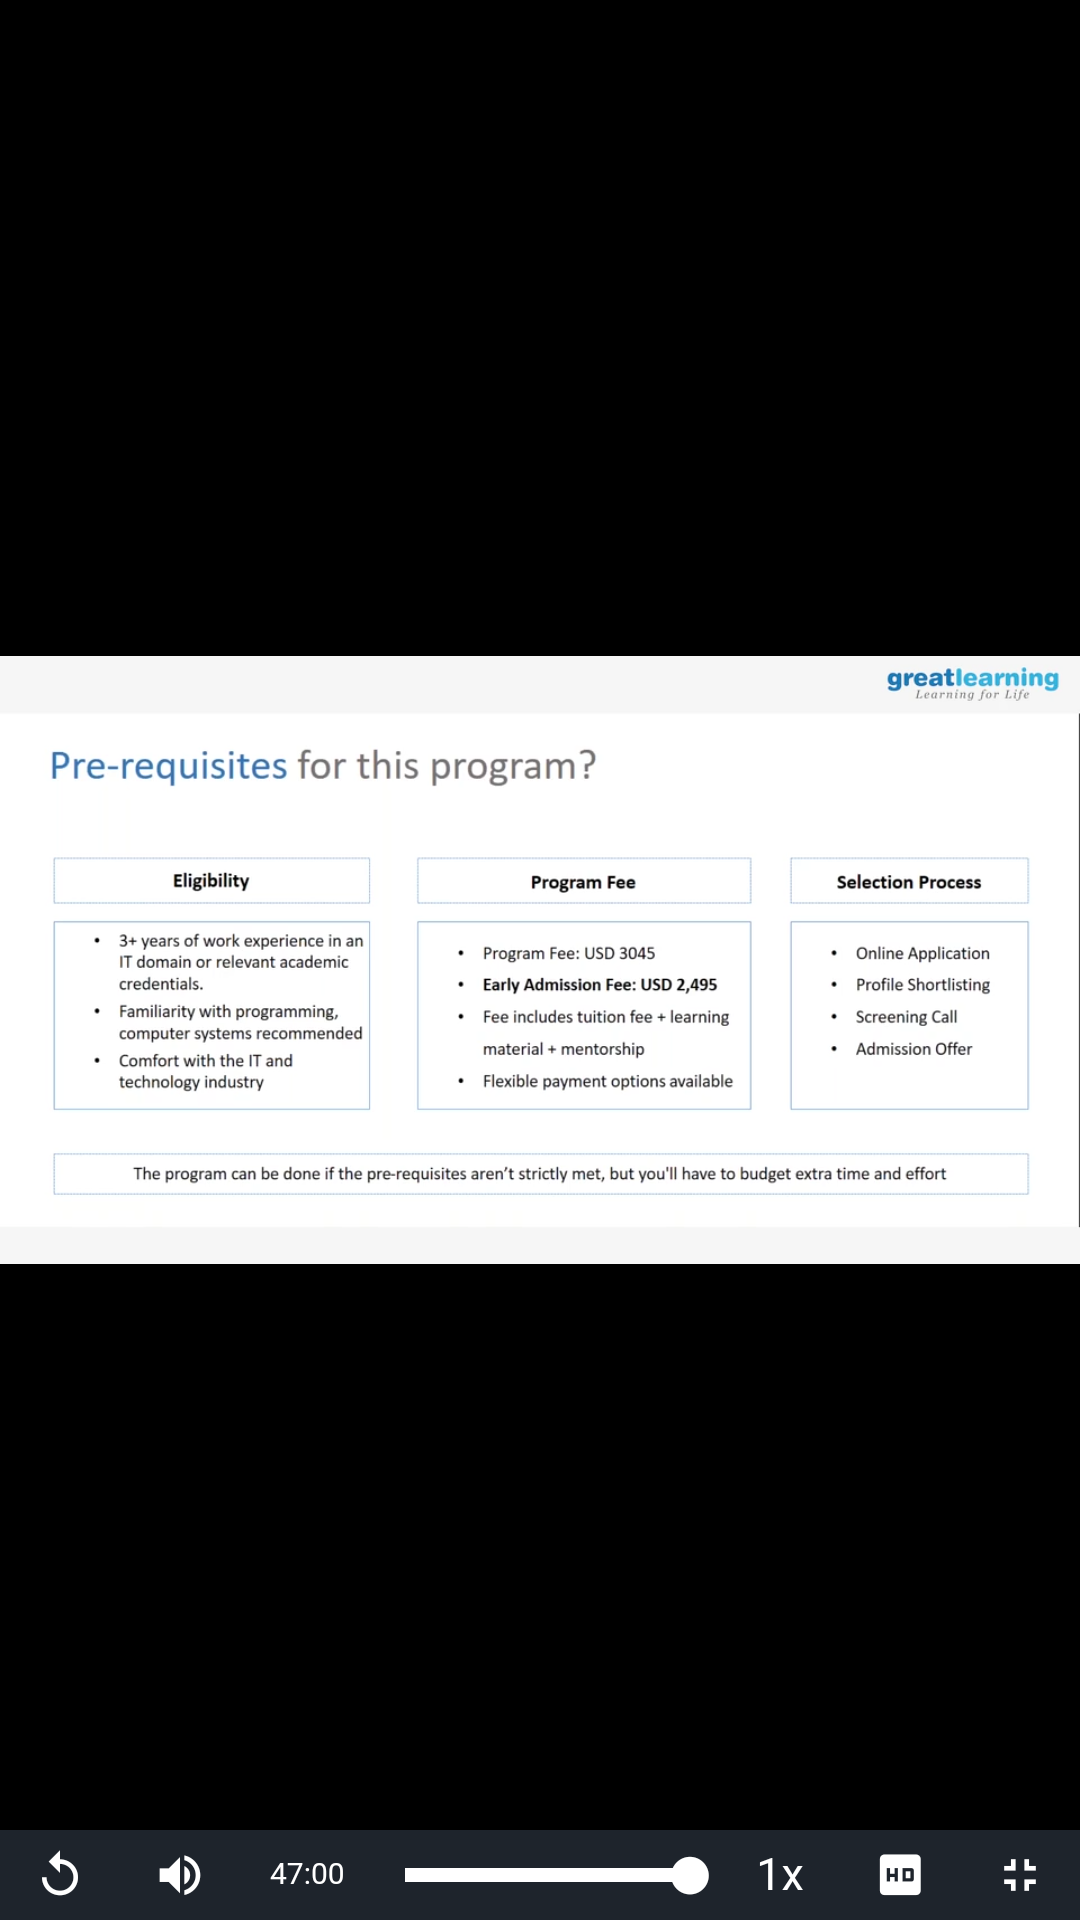 greatlearning
Learning for Life
Pre-requisites for this program?
Eligibility
• 3+ years of work experience in an
IT domain or relevant academic
credentials.
• Familiarity with programming,
computer systems recommended
• Comfort with the IT and
technology industry
Program Fee
• Program Fee: USD 3045
• Early Admission Fee: USD 2,495
• Fee includes tuition fee + learning
material + mentorship
• Flexible payment options available
Selection Process
• Online Application
• Profile Shortlisting
• Screening Call
• Admission Offer
The program can be done if the pre-requisites aren't strictly met, but you'll have to budget extra time and effort
47:00
1x
HD